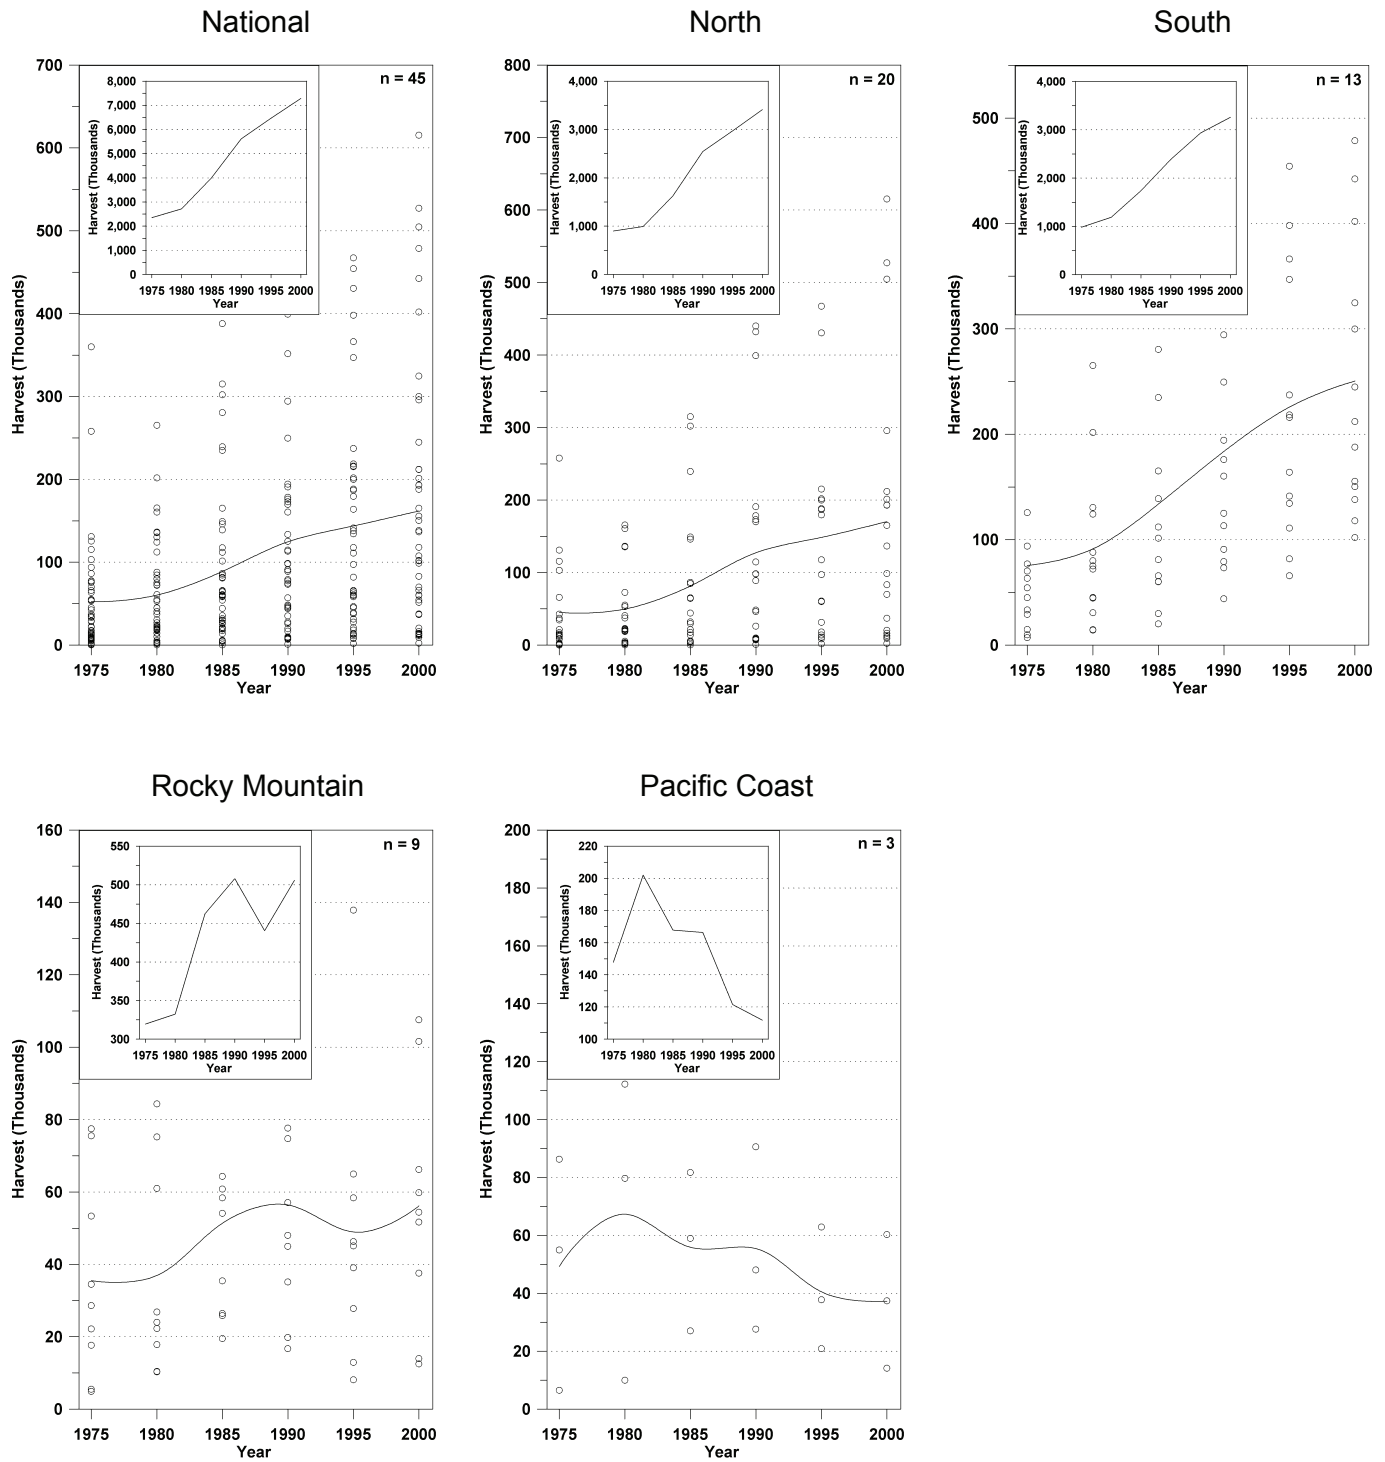 National
North
South
700
600
500
400
300
200
100
0
Harvest (Thousands)
1975 1980 1985 1990 1995 2000
Year
n = 45
8,000
7,000
6,000
5,000
4,000
3,000
2,000
1,000
0
Harvest (Thousands)
1975 1980 1985 1990 1995 2000
Year
800
700
600
500
400
300
200
100
0
Harvest (Thousands)
1975 1980 1985 1990 1995 2000
Year
n = 20
4,000
3,000
2,000
1,000
0
Harvest (Thousands)
1975 1980 1985 1990 1995 2000
Year
500
400
300
200
100
0
Harvest (Thousands)
1975 1980 1985 1990 1995 2000
Year
n = 13
4,000
3,000
2,000
1,000
0
Harvest (Thousands)
1975 1980 1985 1990 1995 2000
Year
Rocky Mountain
Pacific Coast
160
140
120
100
80
60
40
20
0
Harvest (Thousands)
1975 1980 1985 1990 1995 2000
Year
n = 9
550
500
450
400
350
300
Harvest (Thousands)
1975 1980 1985 1990 1995 2000
Year
200
180
160
140
120
100
80
60
40
20
0
Harvest (Thousands)
1975 1980 1985 1990 1995 2000
Year
n = 3
220
200
180
160
140
120
100
Harvest (Thousands)
1975 1980 1985 1990 1995 2000
Year